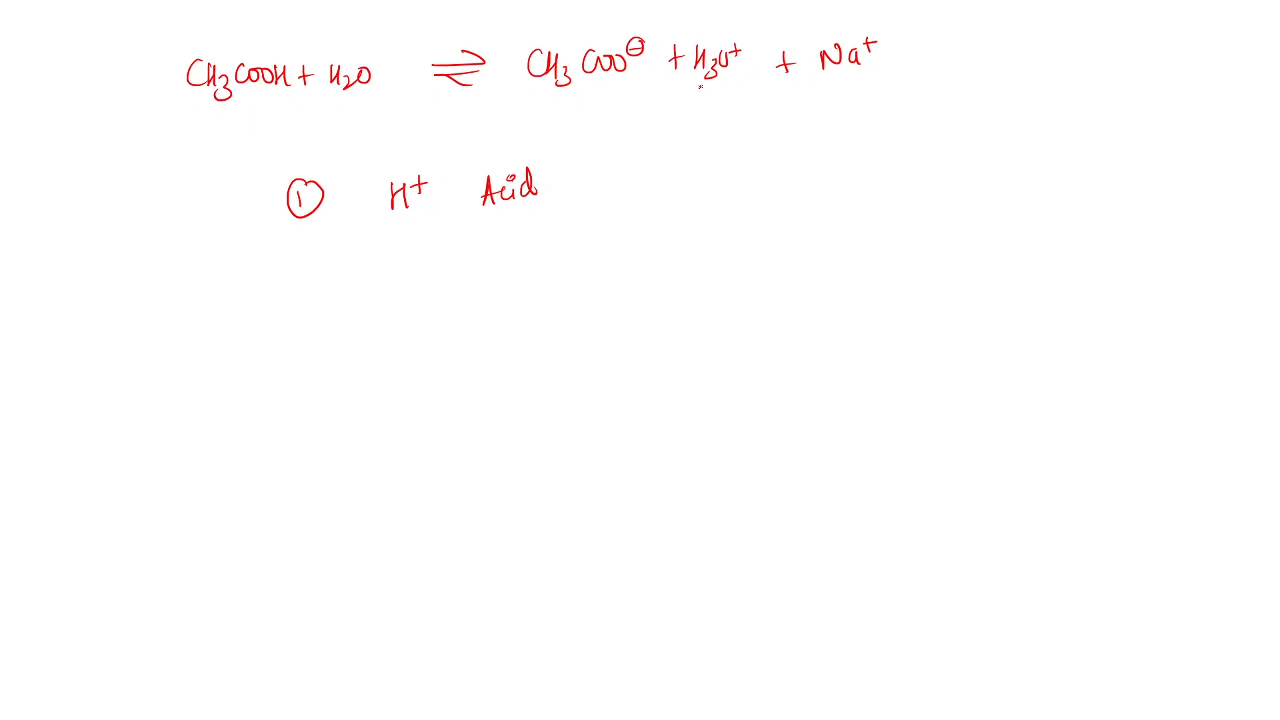 CH₃COOH + H₂O ⇌ CH₃COO⊖ + H₃O⁺ + Na⁺
① H⁺ Acid